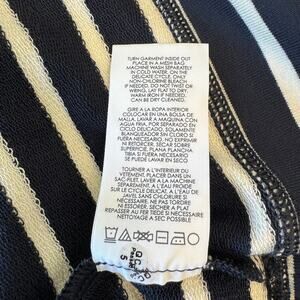 TURN GARMENT INSIDE OUT
PLACE IN A MESH BAG
MACHINE WASH SEPARATELY
IN COLD WATER, ON THE
DELICATE CYCLE, ONLY
NON-CHLORINE BLEACH
IF NEEDED. DO NOT TWIST OR
WRING, LAY FLAT TO DRY.
WARM IRON IF NEEDED.
CAN BE DRY CLEANED.
GIRE A LA ROPA INTERIOR
COLOCAR EN UNA BOLSA DE
MALLA, LAVAR A MAQUINA CON
AGUA FRIA, POR SEPARADO EN
CICLO DELICADO. SOLAMENTE
BLANQUEADOR SIN CLORO SI
FUERA NECESARIO. NO EXPRIMIR
NI RETORCER. SECAR SOBRE
SUPERFICIE. PLANA PLANCHA
TIBIA SI FUERA NECESARIO
SE PUEDE LAVAR EN SECO
TOURNER A L'INTERIEUR DU
VETEMENT. PLACER DANS UN
SAC-FILET. LAVER A LA MACHINE
SEPAREMENT. A L'EAU FROIDE
SUR LE CYCLE DELICAT. A L'EAU
JAVEL SANS CHLORURE SI
NECESSAIRE. NI TORDRE NI
ESSORER. SECHER A PLAT
REPASSER AU FER TIEDE SI NECESSAIRE
NETTOYAGE A SEC POSSIBLE